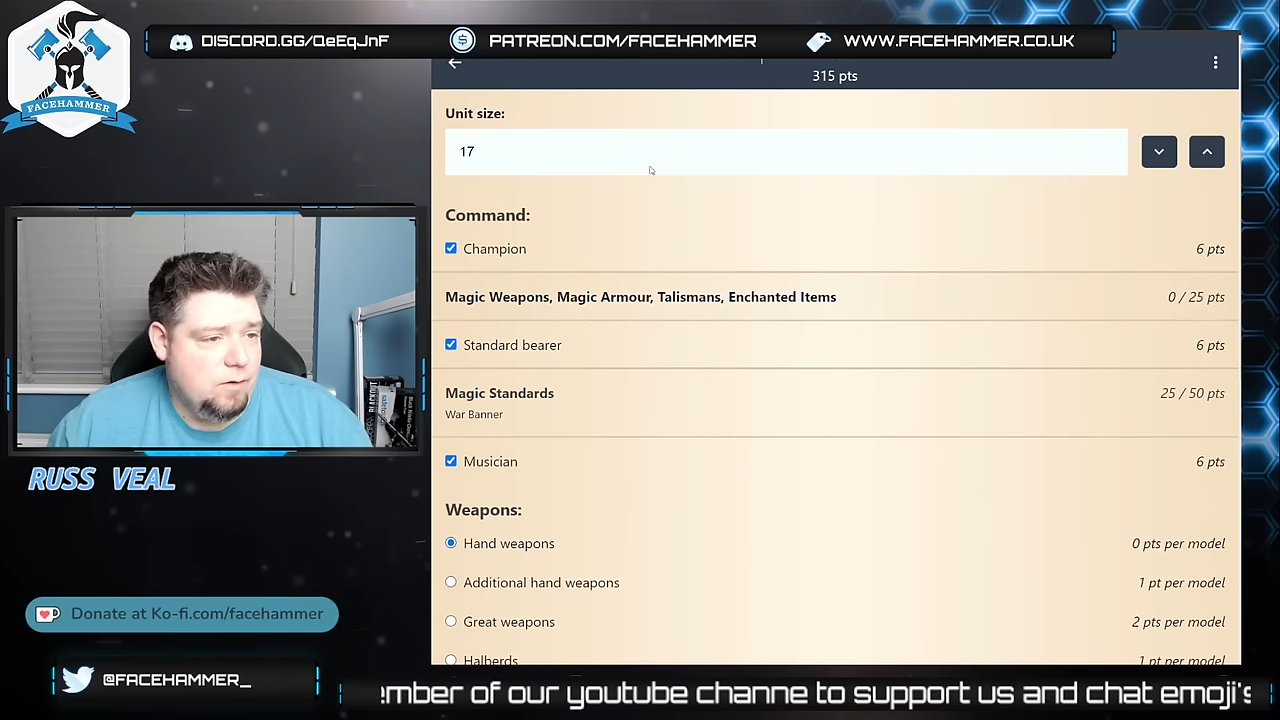 DISCORD.GG/QeEqJnF
PATREON.COM/FACEHAMMER
WWW.FACEHAMMER.CO.UK
FACEHAMMER
315 pts
Unit size:
17
Command:
Champion 6 pts
Magic Weapons, Magic Armour, Talismans, Enchanted Items 0 / 25 pts
Standard bearer 6 pts
Magic Standards 25 / 50 pts
War Banner
Musician 6 pts
Weapons:
Hand weapons 0 pts per model
Additional hand weapons 1 pt per model
Great weapons 2 pts per model
Halberds 1 pt per model
RUSS VEAL
Donate at Ko-fi.com/facehammer
@FACEHAMMER_
ember of our youtube channe to support us and chat emoji's